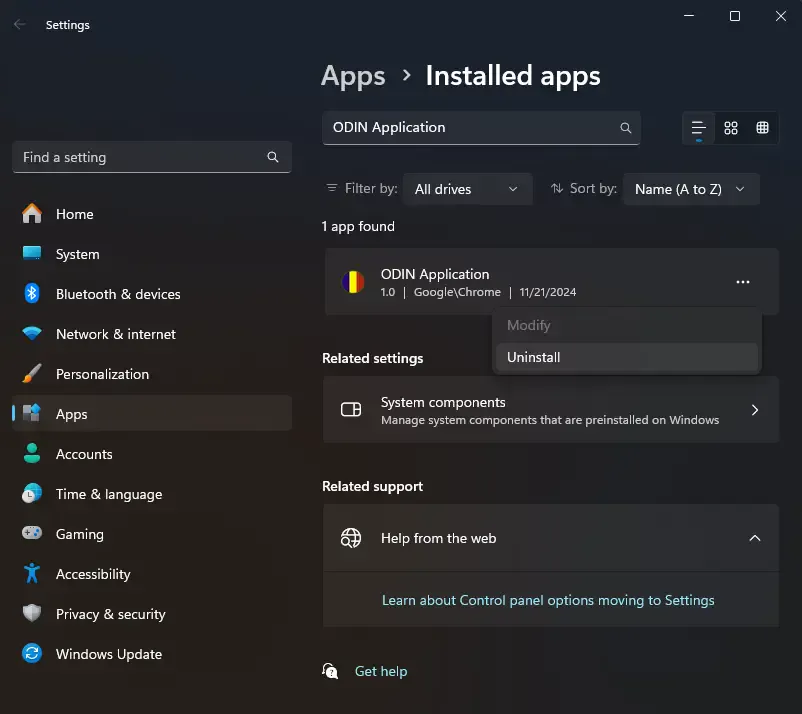 Settings
Apps > Installed apps
ODIN Application
Find a setting
Filter by: All drives Sort by: Name (A to Z)
1 app found
Home
System
Bluetooth & devices
Network & internet
Personalization
Apps
Accounts
Time & language
Gaming
Accessibility
Privacy & security
Windows Update
ODIN Application
1.0 | Google\Chrome | 11/21/2024
Modify
Uninstall
Related settings
System components
Manage system components that are preinstalled on Windows
Related support
Help from the web
Learn about Control panel options moving to Settings
Get help